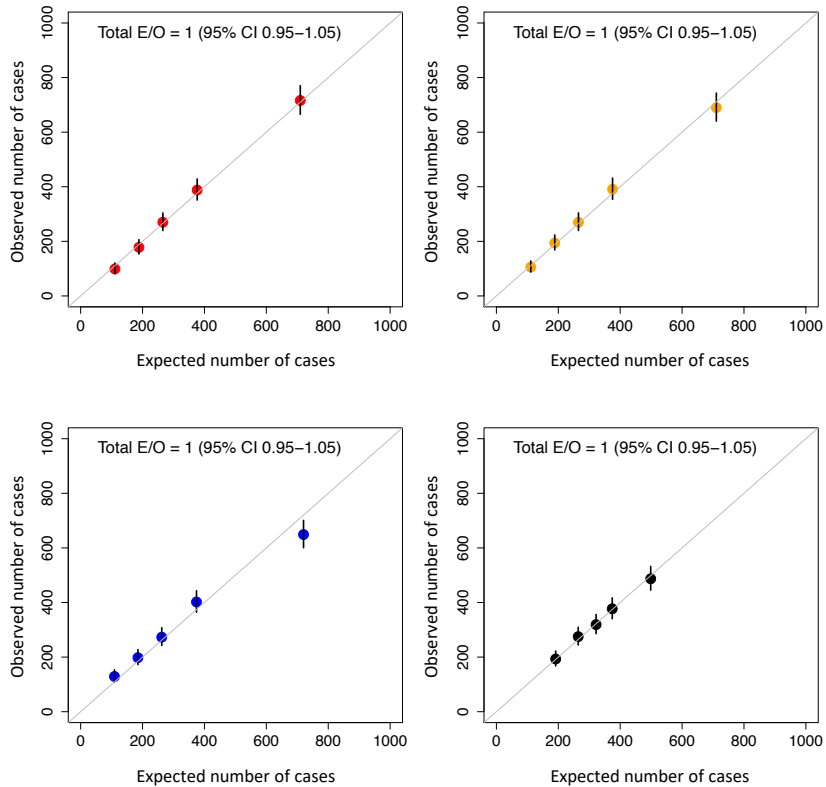 Total E/O = 1 (95% CI 0.95−1.05)
Observed number of cases
1000
800
600
400
200
0
0 200 400 600 800 1000
Expected number of cases
Total E/O = 1 (95% CI 0.95−1.05)
Observed number of cases
1000
800
600
400
200
0
0 200 400 600 800 1000
Expected number of cases
Total E/O = 1 (95% CI 0.95−1.05)
Observed number of cases
1000
800
600
400
200
0
0 200 400 600 800 1000
Expected number of cases
Total E/O = 1 (95% CI 0.95−1.05)
Observed number of cases
1000
800
600
400
200
0
0 200 400 600 800 1000
Expected number of cases